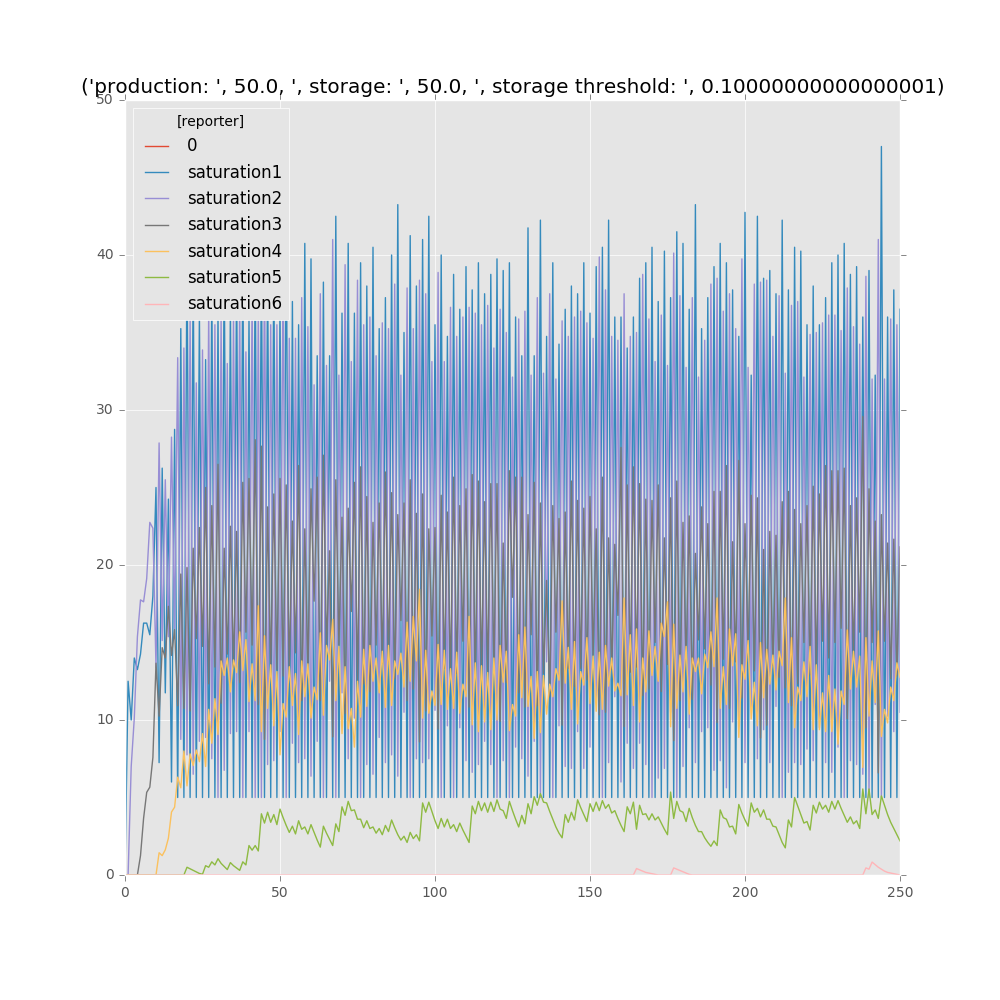 ('production: ', 50.0, ', storage: ', 50.0, ', storage threshold: ', 0.10000000000000001)
50
40
30
20
10
0
[reporter]
0
saturation1
saturation2
saturation3
saturation4
saturation5
saturation6
0
50
100
150
200
250